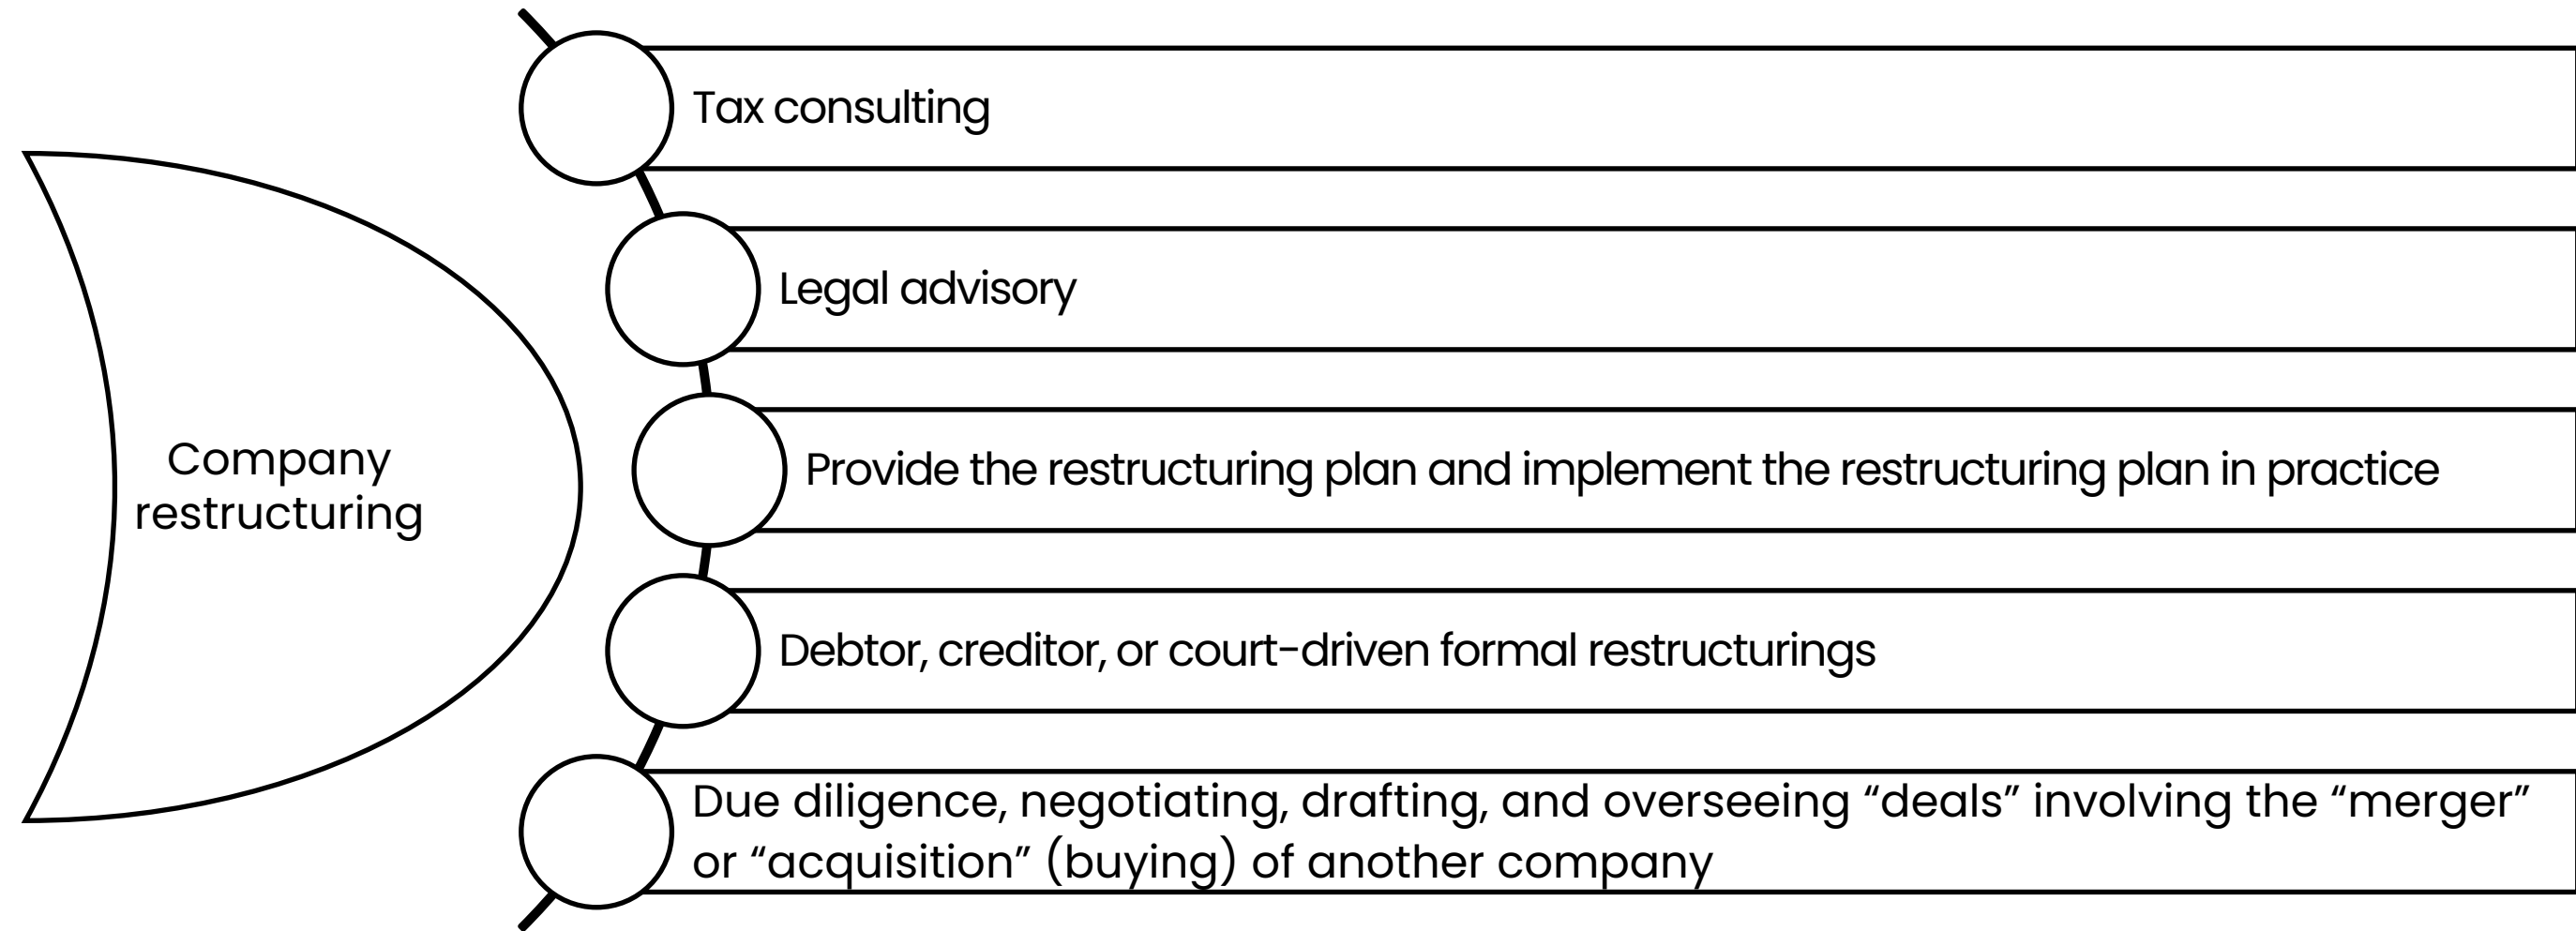 Company
restructuring
Tax consulting
Legal advisory
Provide the restructuring plan and implement the restructuring plan in practice
Debtor, creditor, or court-driven formal restructurings
Due diligence, negotiating, drafting, and overseeing “deals” involving the “merger”
or “acquisition” (buying) of another company